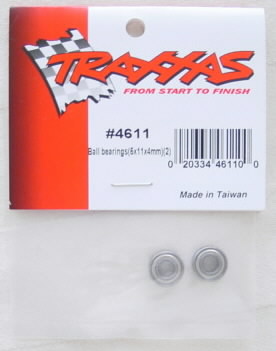 TRAXXAS
FROM START TO FINISH
#4611
Ball bearings(5x11x4mm)(2)
0 20334 46110 0
Made in Taiwan